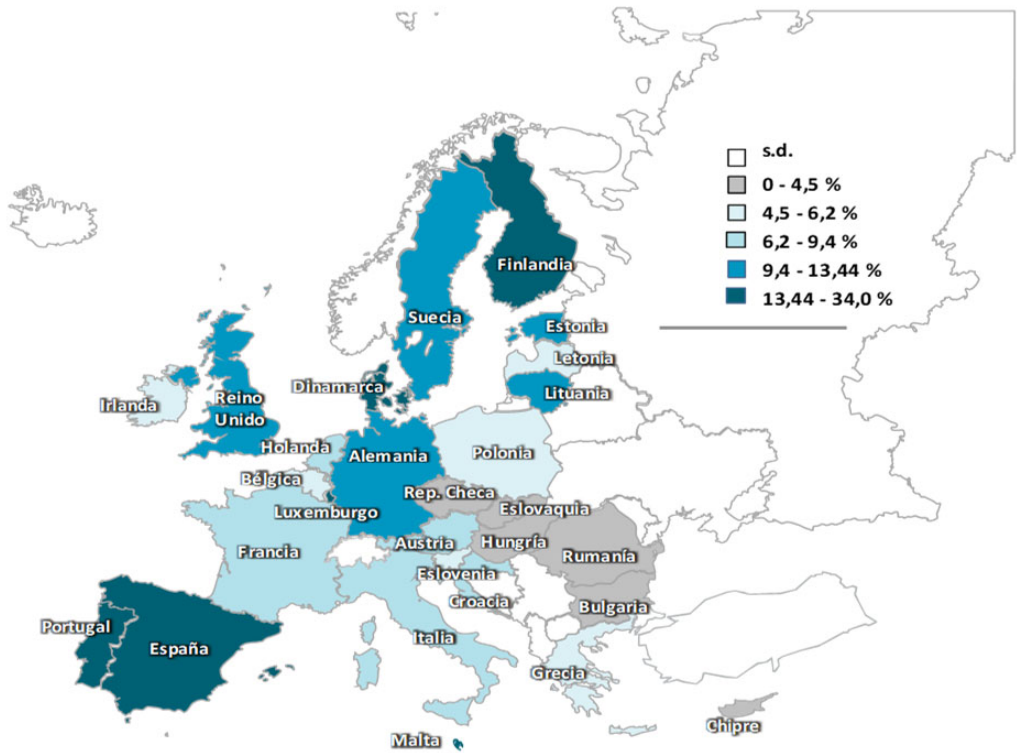 s.d.
0 - 4,5 %
4,5 - 6,2 %
6,2 - 9,4 %
9,4 - 13,44 %
13,44 - 34,0 %
Finlandia
Suecia
Estonia
Letonia
Dinamarca
Lituania
Irlanda
Reino
Unido
Holanda
Alemania
Polonia
Bélgica
Rep. Checa
Luxemburgo
Eslovaquia
Francia
Austria
Hungría
Rumanía
Eslovenia
Croacia
Bulgaria
Portugal
España
Italia
Grecia
Chipre
Malta